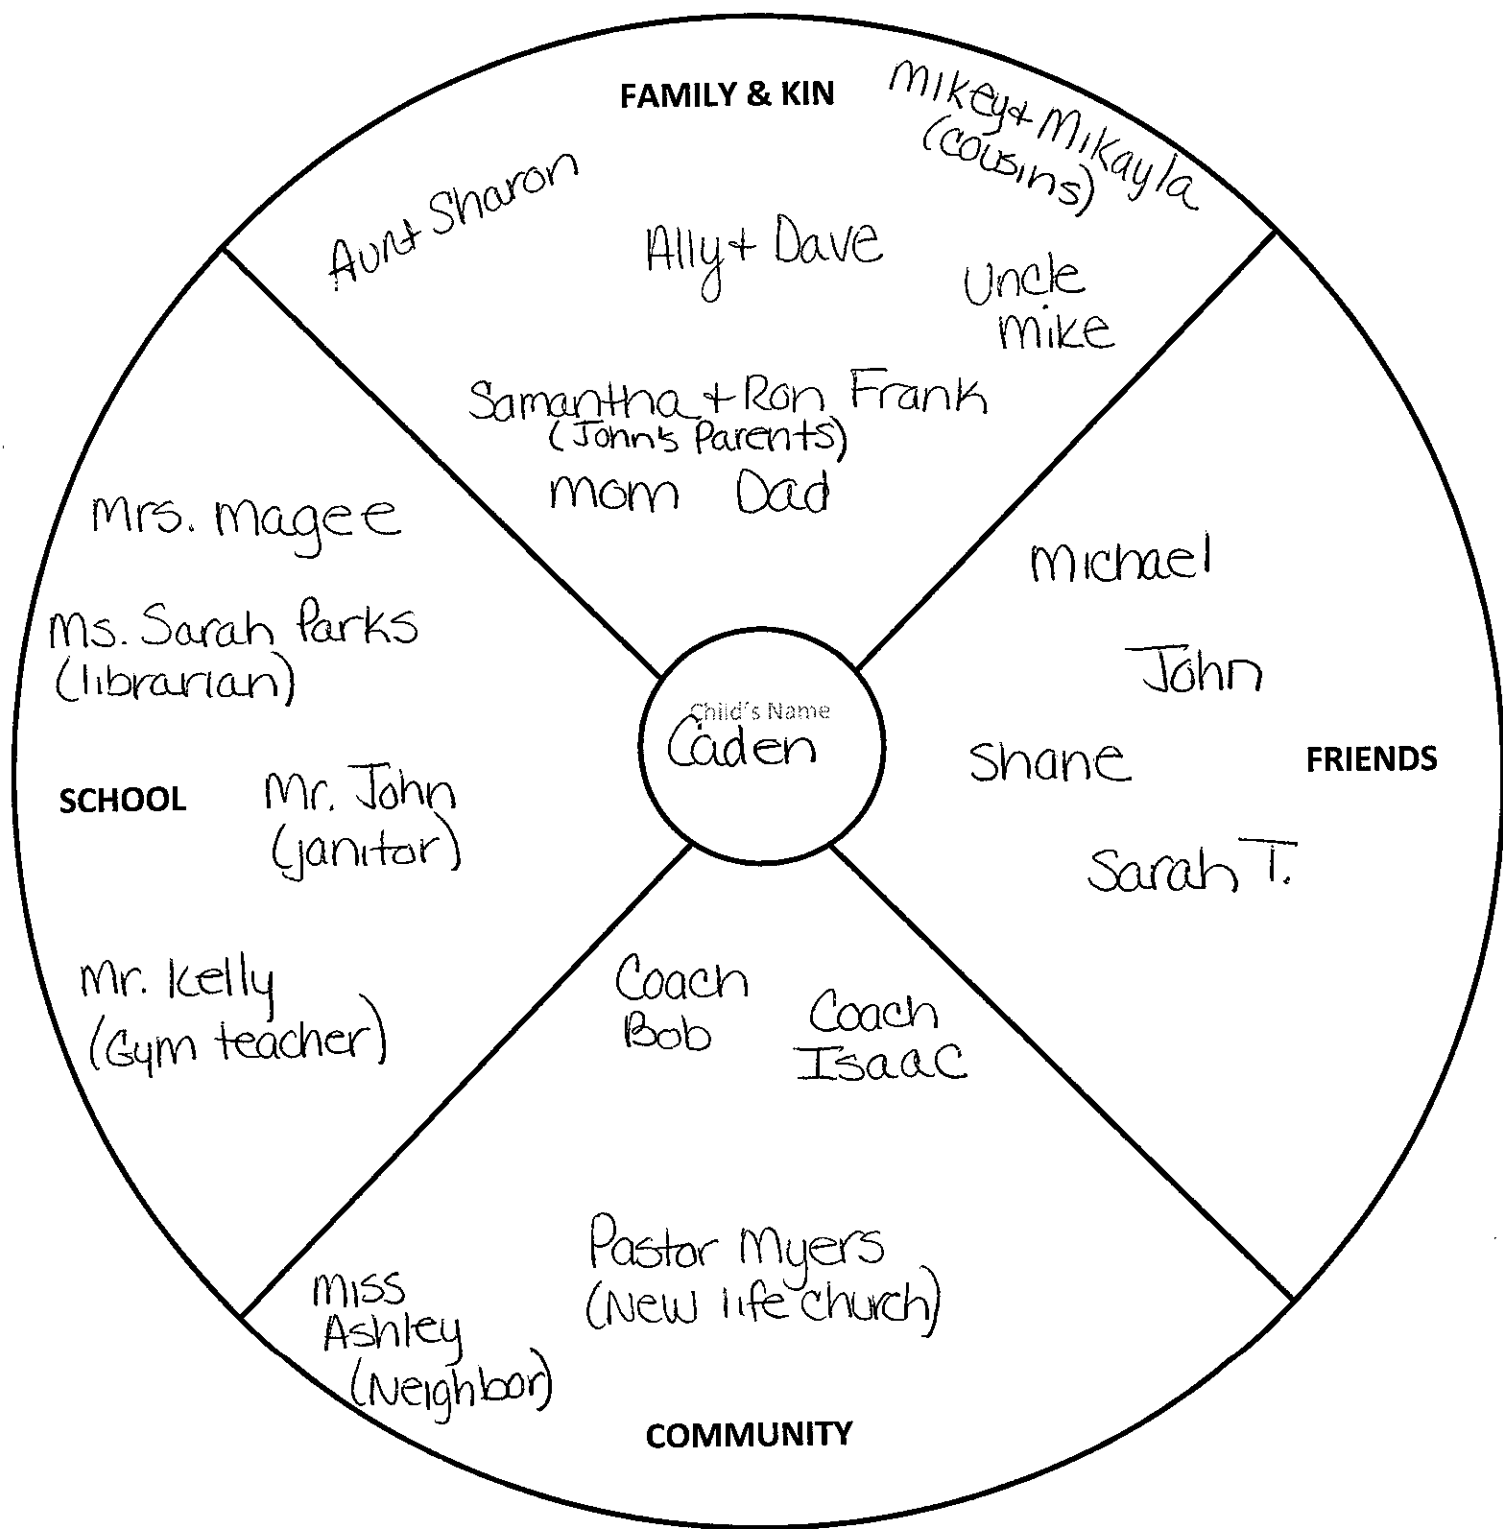 FAMILY & KIN
Mikey + Mikayla
(cousins)
Aunt Sharon
Ally + Dave
Uncle
Mike
Samantha + Ron Frank
(John's Parents)
Mom Dad
Mrs. Magee
Ms. Sarah Parks
(librarian)
SCHOOL
Mr. John
(janitor)
Mr. Kelly
(Gym teacher)
Child's Name
Caden
Michael
John
Shane
FRIENDS
Sarah T.
Coach
Bob
Coach
Isaac
Pastor Myers
(New life church)
Miss
Ashley
(Neighbor)
COMMUNITY